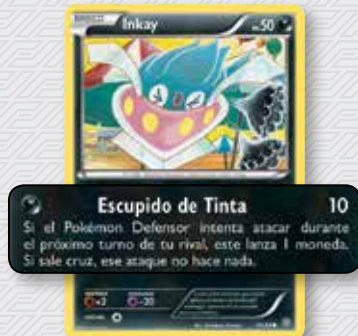 Inkay PS50
Escupido de Tinta 10
Si el Pokémon Defensor intenta atacar durante
el próximo turno de tu rival, este lanza 1 moneda.
Si sale cruz, ese ataque no hace nada.
×2 -20